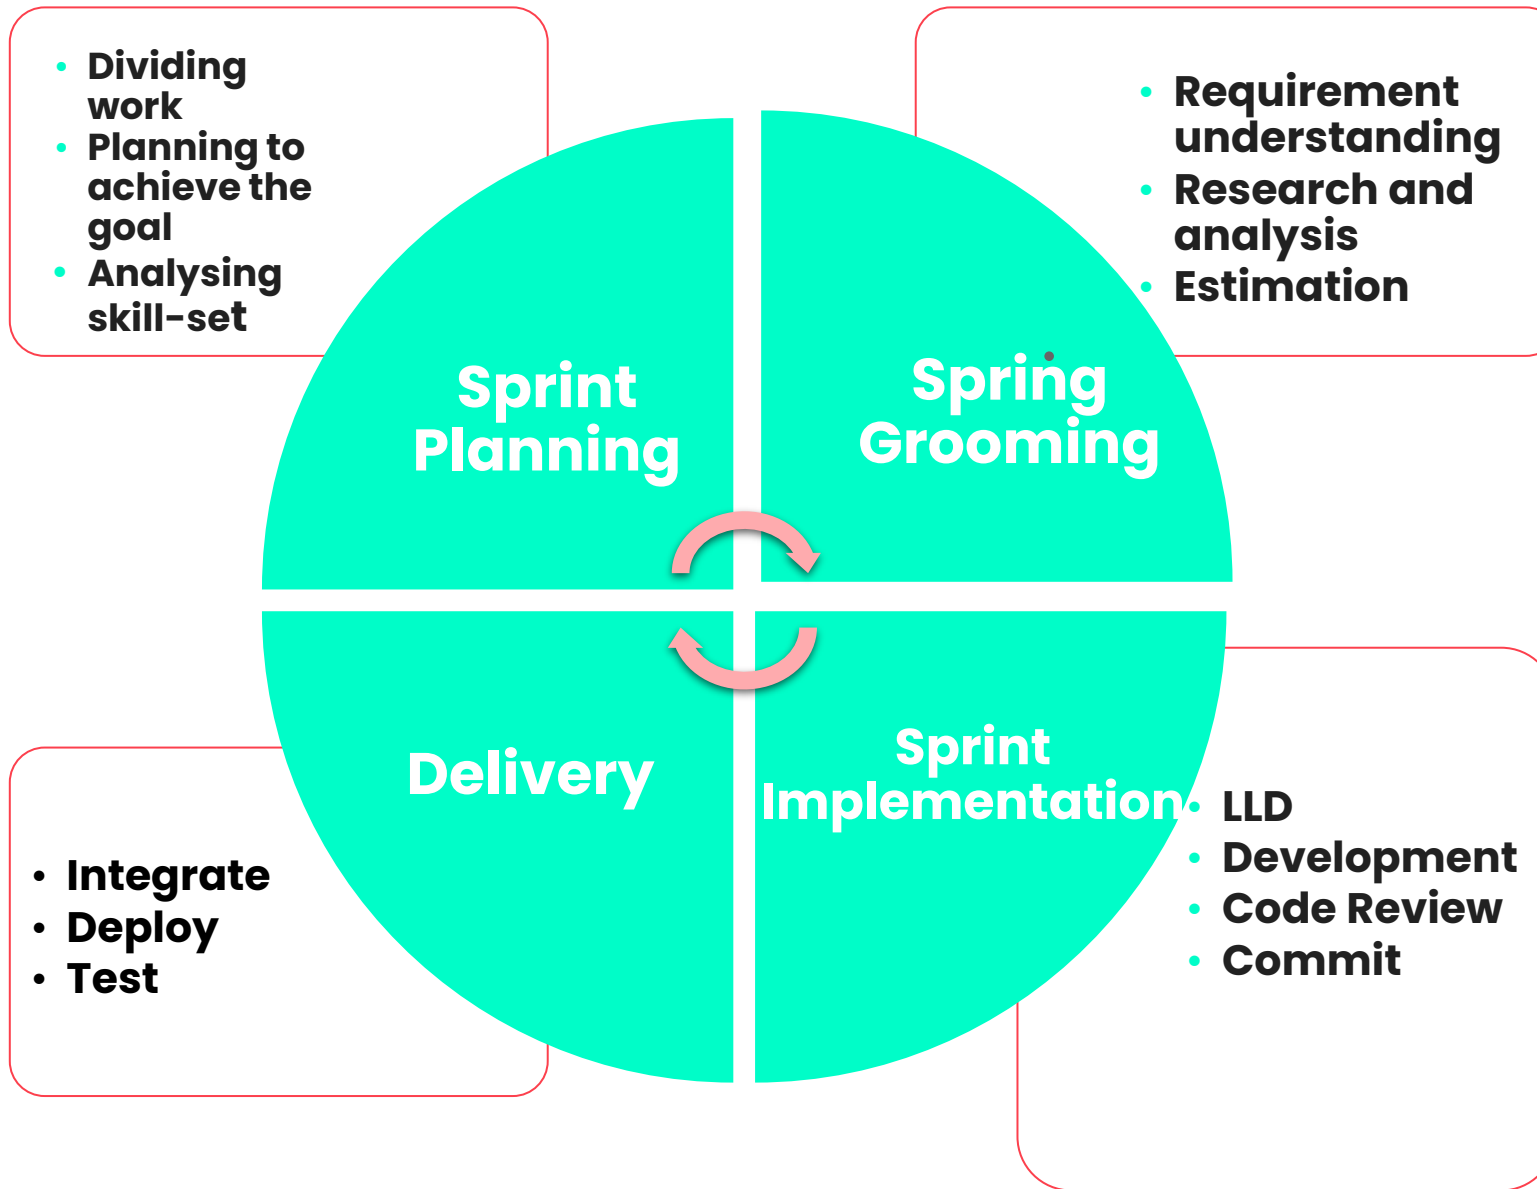 • Dividing
work
• Planning to
achieve the
goal
• Analysing
skill-set
• Requirement
understanding
• Research and
analysis
• Estimation
Sprint
Planning
Spring
Grooming
Delivery
Sprint
Implementation
• Integrate
• Deploy
• Test
• LLD
• Development
• Code Review
• Commit